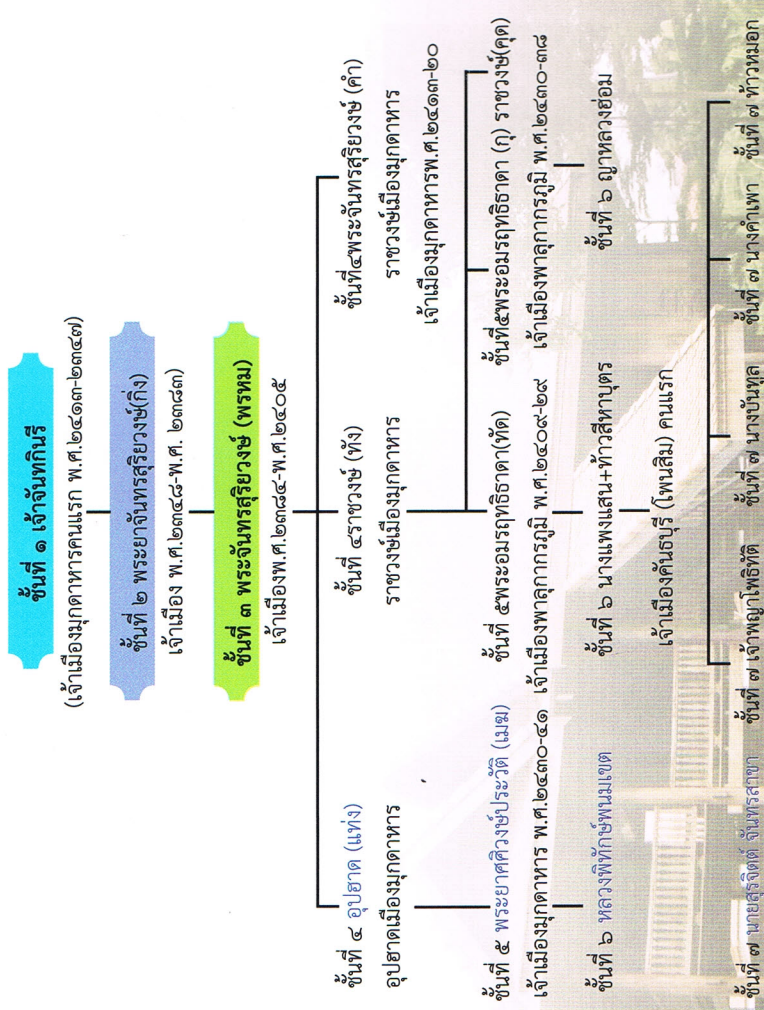 ชั้นที่ ๑ เจ้าจันทกินรี
(เจ้าเมืองมุกดาหารคนแรก พ.ศ.๒๔๑๓-๒๓๔๗)
ชั้นที่ ๒ พระยาจันทรสุริยวงษ์(กิ่ง)
เจ้าเมือง พ.ศ.๒๓๔๘-พ.ศ. ๒๓๘๓)
ชั้นที่ ๓ พระจันทรสุริยวงษ์ (พรหม)
เจ้าเมืองพ.ศ.๒๓๘๔-พ.ศ.๒๔๐๕
ชั้นที่ ๔ อุปฮาด (แท่ง)
อุปฮาดเมืองมุกดาหาร
ชั้นที่ ๔ราชวงษ์ (ทัง)
ราชวงษ์เมืองมุกดาหาร
ชั้นที่๔พระจันทรสุริยวงษ์ (คำ)
ราชวงษ์เมืองมุกดาหาร
เจ้าเมืองมุกดาหารพ.ศ.๒๔๑๓-๒๐
ชั้นที่ ๕ พระยาศศิวงษ์ประวัติ (เมฆ)
เจ้าเมืองมุกดาหาร พ.ศ.๒๔๓๐-๔๑
ชั้นที่ ๕พระอมรฤทธิธาดา(ทัด)
เจ้าเมืองพาลุกากรภูมิ พ.ศ.๒๔๐๙-๒๙
ชั้นที่๕พระอมรฤทธิธาดา (กุ) ราชวงษ์(คุด)
เจ้าเมืองพาลุกากรภูมิ พ.ศ.๒๔๓๐-๓๘
ชั้นที่ ๖ หลวงพิทักษ์พนมเขต
ชั้นที่ ๖ นางแพงแสน+ท้าวสีหาบุตร
เจ้าเมืองคันธบุรี (โพนสิม) คนแรก
ชั้นที่ ๖ ญาหลวงฮ่อม
ชั้นที่ ๗ นายสุรจิตต์ จันทรสาขา
ชั้นที่ ๗ เจ้าพญาโพธิทัต
ชั้นที่ ๗ นางบันทูล
ชั้นที่ ๗ นางคำเพา
ชั้นที่ ๗ ท้าวหมอก